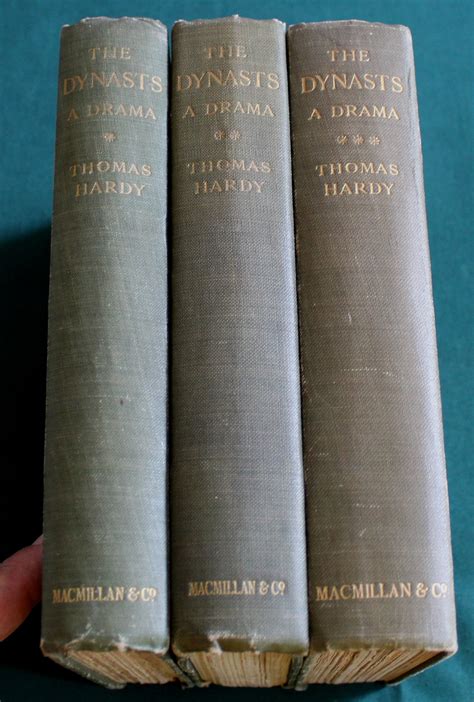 THE
DYNASTS
A DRAMA
*
THOMAS
HARDY
MACMILLAN & Co.
THE
DYNASTS
A DRAMA
* *
THOMAS
HARDY
MACMILLAN & Co.
THE
DYNASTS
A DRAMA
* * *
THOMAS
HARDY
MACMILLAN & Co.